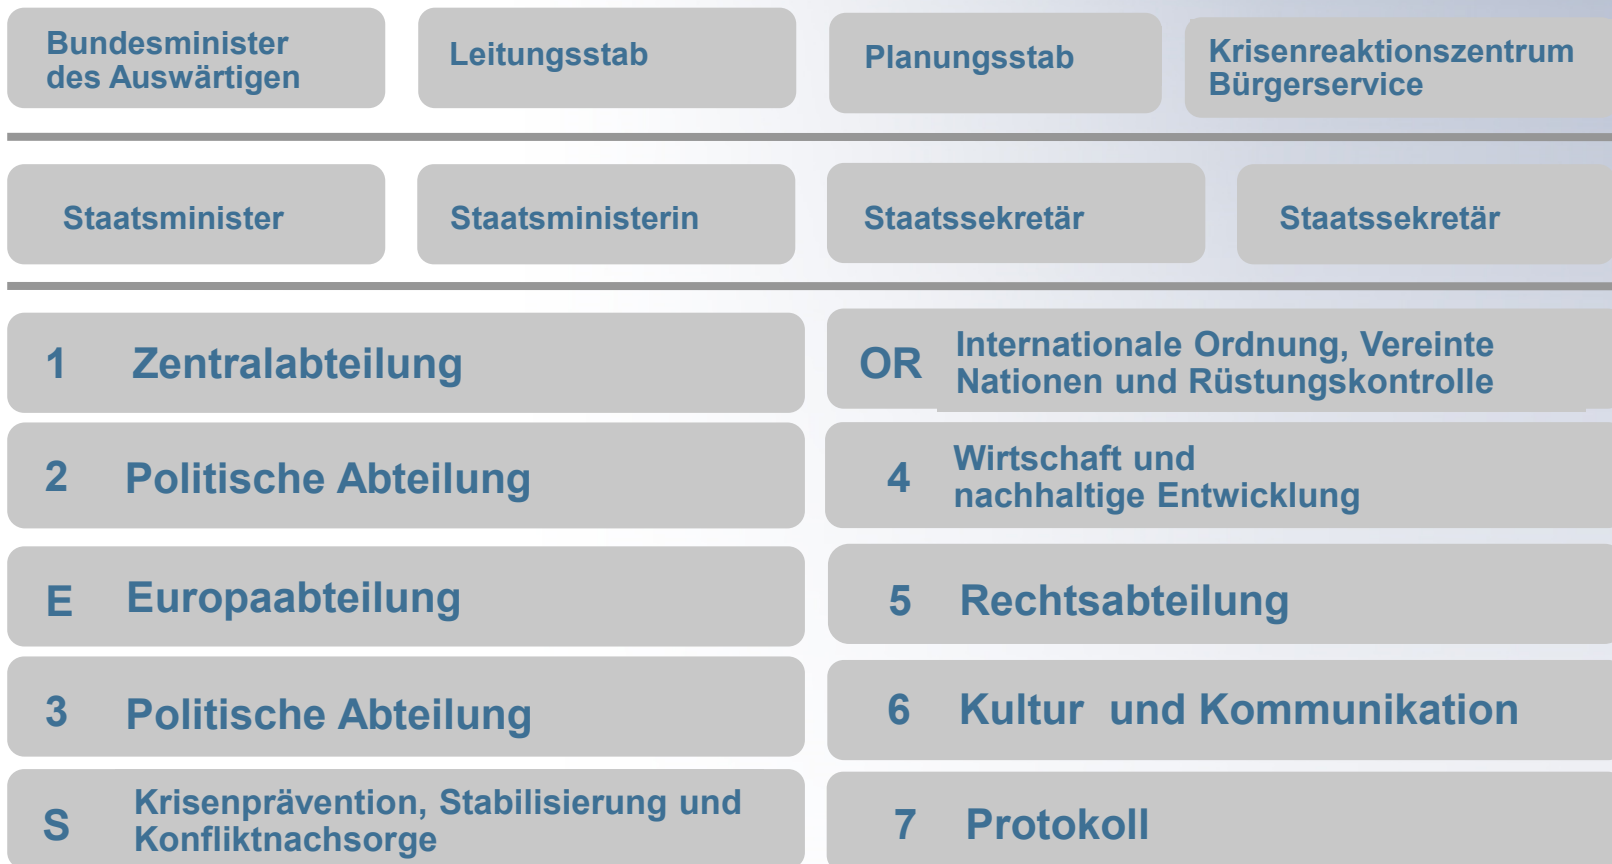 Bundesminister
des Auswärtigen
Leitungsstab
Planungsstab
Krisenreaktionszentrum
Bürgerservice
Staatsminister
Staatsministerin
Staatssekretär
Staatssekretär
1 Zentralabteilung
OR Internationale Ordnung, Vereinte
Nationen und Rüstungskontrolle
2 Politische Abteilung
4 Wirtschaft und
nachhaltige Entwicklung
E Europaabteilung
5 Rechtsabteilung
3 Politische Abteilung
6 Kultur und Kommunikation
S Krisenprävention, Stabilisierung und
Konfliktnachsorge
7 Protokoll